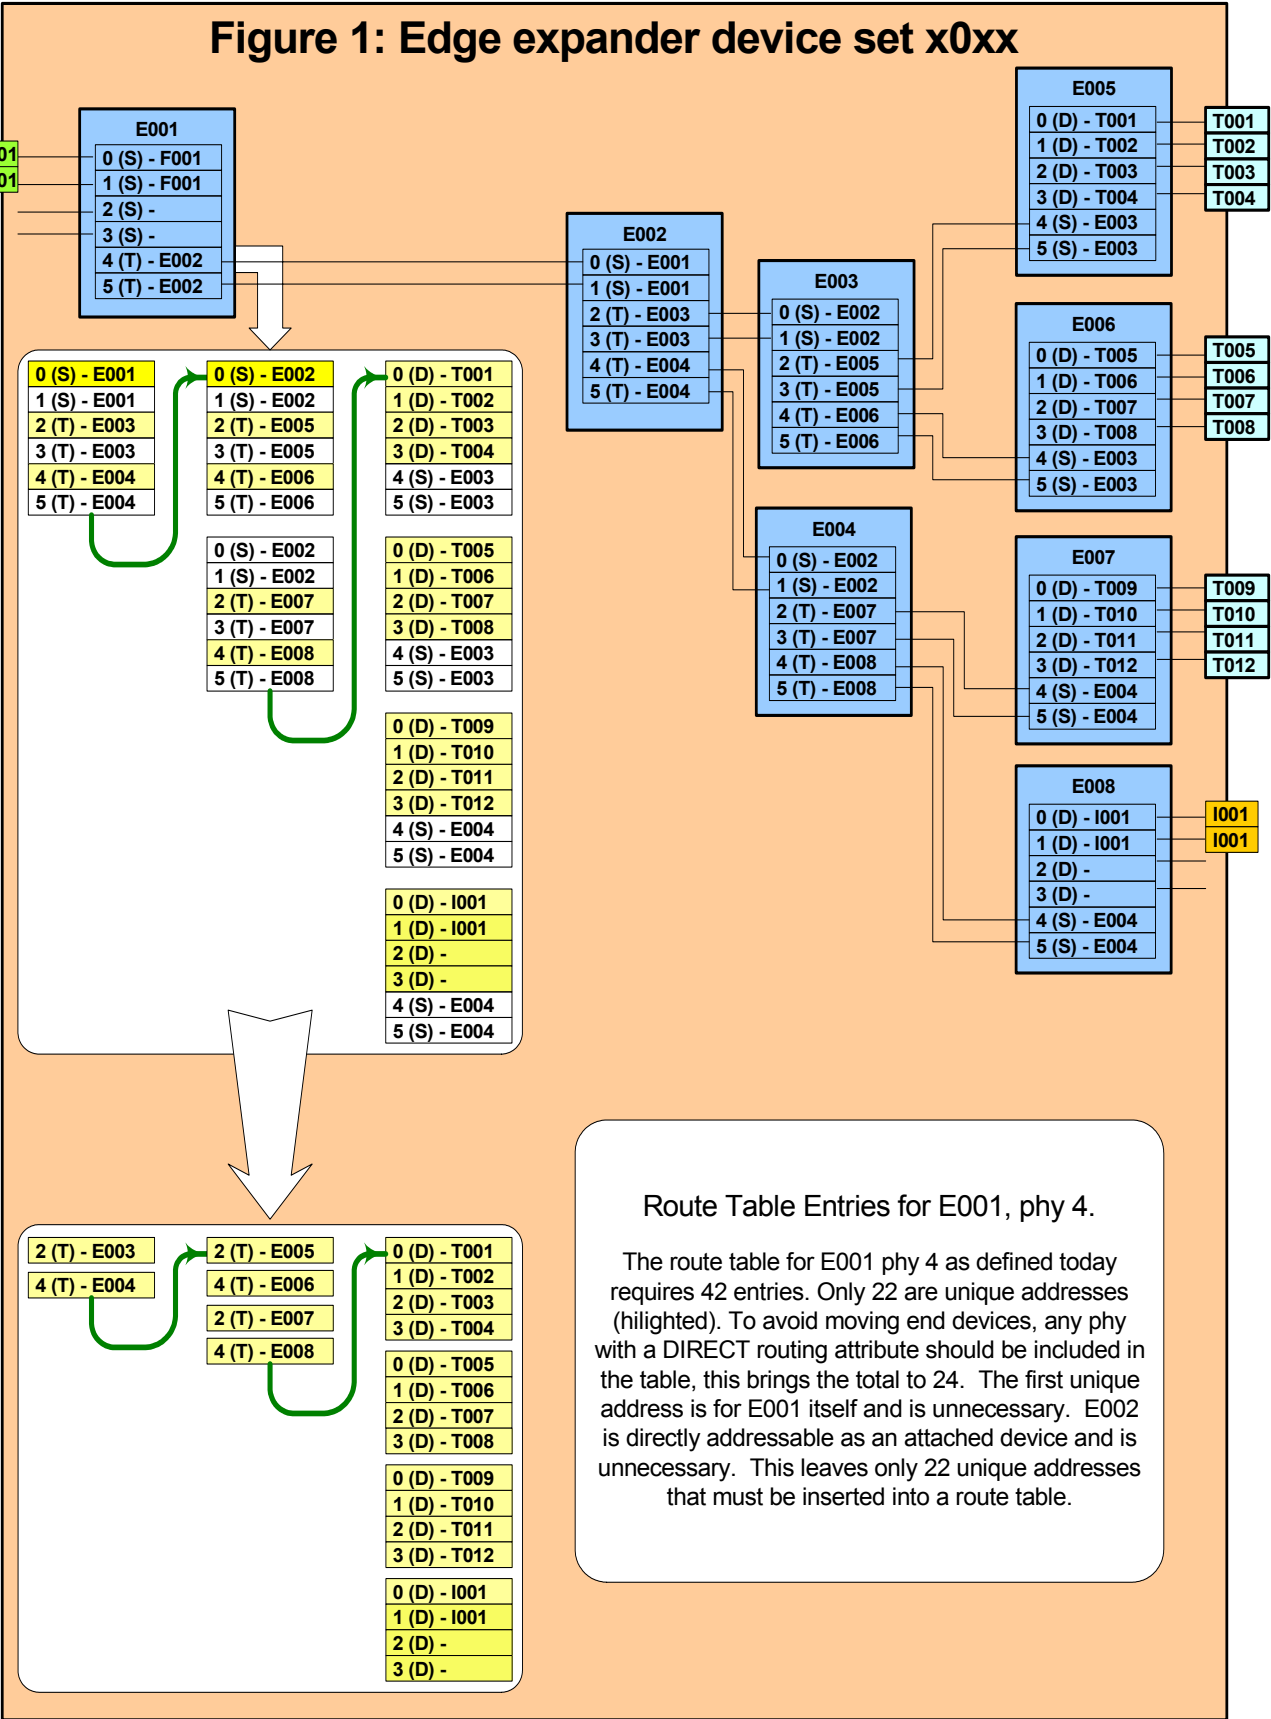 Figure 1: Edge expander device set x0xx
E001
0 (S) - F001
1 (S) - F001
2 (S) -
3 (S) -
4 (T) - E002
5 (T) - E002
01
01
E002
0 (S) - E001
1 (S) - E001
2 (T) - E003
3 (T) - E003
4 (T) - E004
5 (T) - E004
E003
0 (S) - E002
1 (S) - E002
2 (T) - E005
3 (T) - E005
4 (T) - E006
5 (T) - E006
E004
0 (S) - E002
1 (S) - E002
2 (T) - E007
3 (T) - E007
4 (T) - E008
5 (T) - E008
E005
0 (D) - T001
1 (D) - T002
2 (D) - T003
3 (D) - T004
4 (S) - E003
5 (S) - E003
T001
T002
T003
T004
E006
0 (D) - T005
1 (D) - T006
2 (D) - T007
3 (D) - T008
4 (S) - E003
5 (S) - E003
T005
T006
T007
T008
E007
0 (D) - T009
1 (D) - T010
2 (D) - T011
3 (D) - T012
4 (S) - E004
5 (S) - E004
T009
T010
T011
T012
E008
0 (D) - I001
1 (D) - I001
2 (D) -
3 (D) -
4 (S) - E004
5 (S) - E004
I001
I001
0 (S) - E001
1 (S) - E001
2 (T) - E003
3 (T) - E003
4 (T) - E004
5 (T) - E004
0 (S) - E002
1 (S) - E002
2 (T) - E005
3 (T) - E005
4 (T) - E006
5 (T) - E006
0 (S) - E002
1 (S) - E002
2 (T) - E007
3 (T) - E007
4 (T) - E008
5 (T) - E008
0 (D) - T001
1 (D) - T002
2 (D) - T003
3 (D) - T004
4 (S) - E003
5 (S) - E003
0 (D) - T005
1 (D) - T006
2 (D) - T007
3 (D) - T008
4 (S) - E003
5 (S) - E003
0 (D) - T009
1 (D) - T010
2 (D) - T011
3 (D) - T012
4 (S) - E004
5 (S) - E004
0 (D) - I001
1 (D) - I001
2 (D) -
3 (D) -
4 (S) - E004
5 (S) - E004
2 (T) - E003
4 (T) - E004
2 (T) - E005
4 (T) - E006
2 (T) - E007
4 (T) - E008
0 (D) - T001
1 (D) - T002
2 (D) - T003
3 (D) - T004
0 (D) - T005
1 (D) - T006
2 (D) - T007
3 (D) - T008
0 (D) - T009
1 (D) - T010
2 (D) - T011
3 (D) - T012
0 (D) - I001
1 (D) - I001
2 (D) -
3 (D) -
Route Table Entries for E001, phy 4.
The route table for E001 phy 4 as defined today
requires 42 entries. Only 22 are unique addresses
(hilighted). To avoid moving end devices, any phy
with a DIRECT routing attribute should be included in
the table, this brings the total to 24. The first unique
address is for E001 itself and is unnecessary. E002
is directly addressable as an attached device and is
unnecessary. This leaves only 22 unique addresses
that must be inserted into a route table.